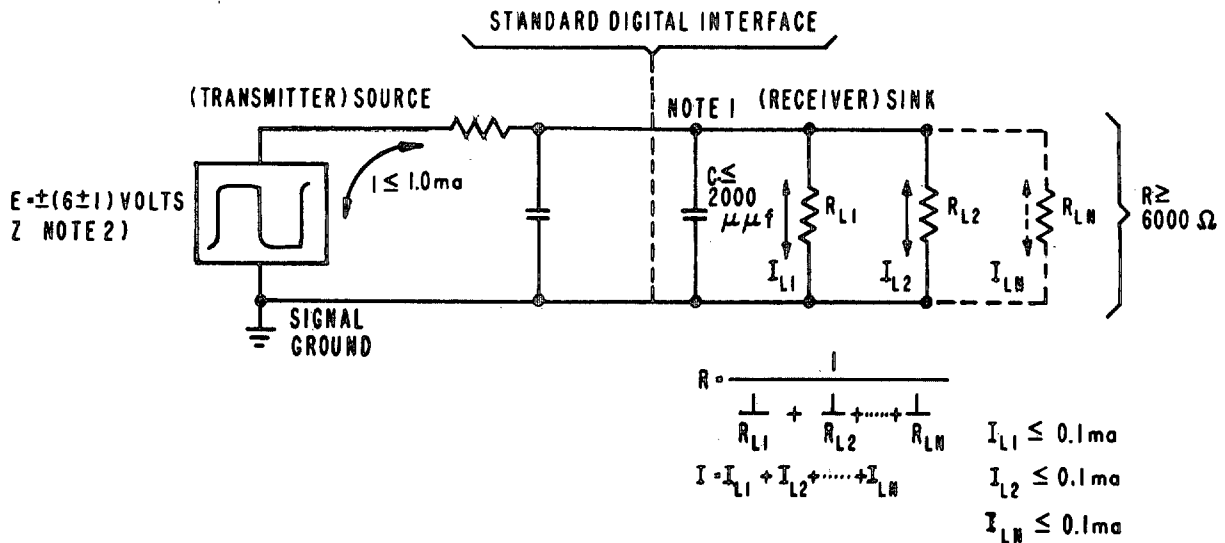 STANDARD DIGITAL INTERFACE
(TRANSMITTER) SOURCE
NOTE 1
(RECEIVER) SINK
E=±(6±1) VOLTS
Z NOTE 2)
I ≤ 1.0ma
C≤
2000
μμf
R_L1
R_L2
R_LN
I_L1
I_L2
I_LN
R≥
6000 Ω
SIGNAL
GROUND
R = 1 / (1/R_L1 + 1/R_L2 +·····+ 1/R_LN)
I=I_L1 + I_L2+·····+I_LN
I_L1 ≤ 0.1ma
I_L2 ≤ 0.1ma
I_LN ≤ 0.1ma